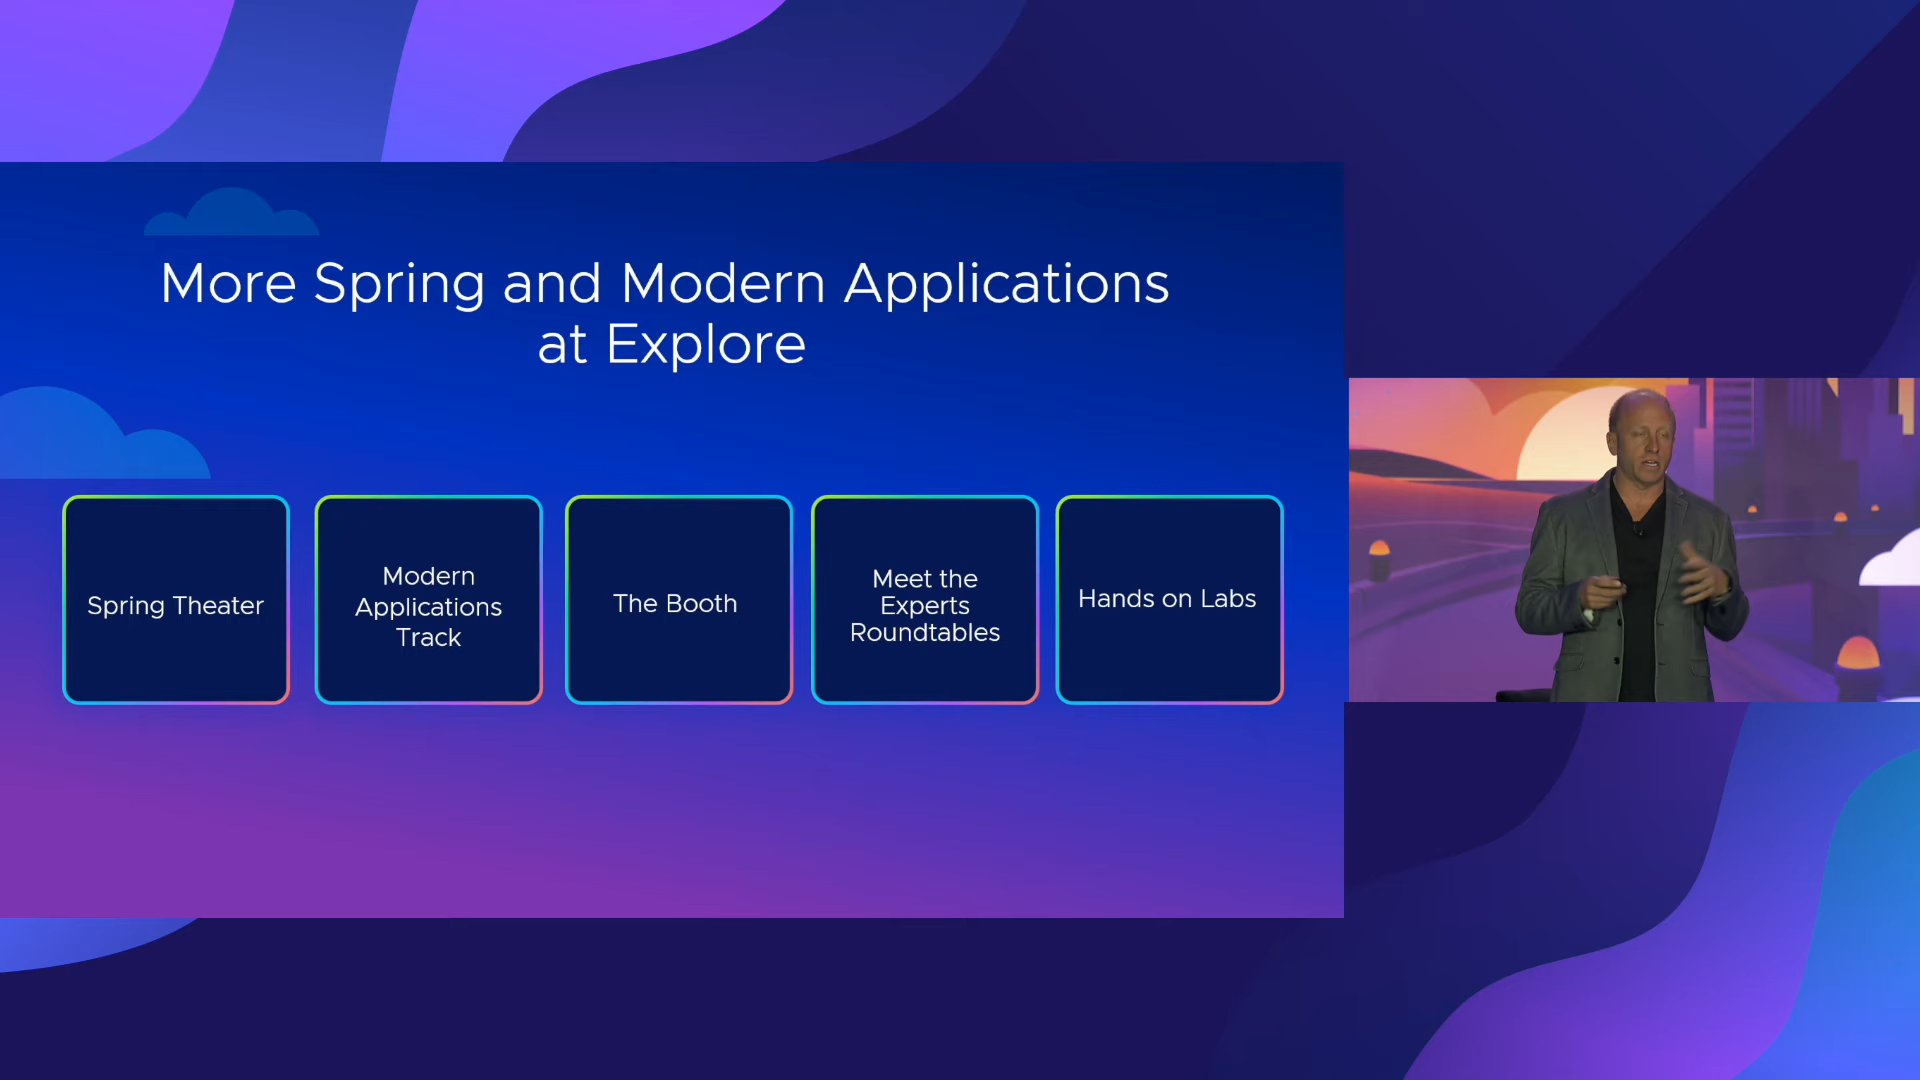 More Spring and Modern Applications
at Explore
Spring Theater
Modern
Applications
Track
The Booth
Meet the
Experts
Roundtables
Hands on Labs